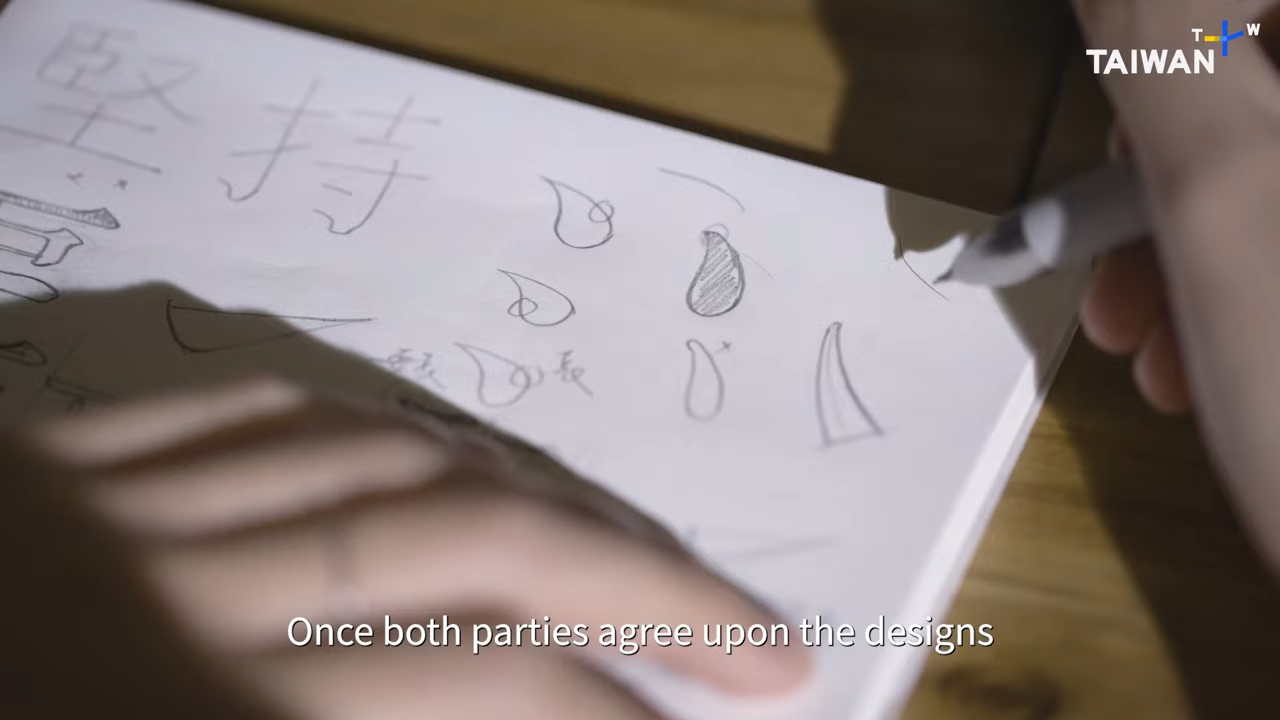 T W
TAIWAN
堅持
Once both parties agree upon the designs